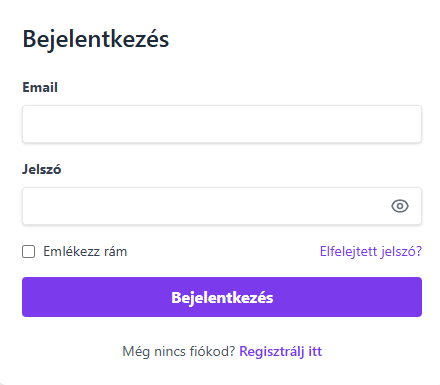 Bejelentkezés
Email
Jelszó
Emlékezz rám Elfelejtett jelszó?
Bejelentkezés
Még nincs fiókod? Regisztrálj itt